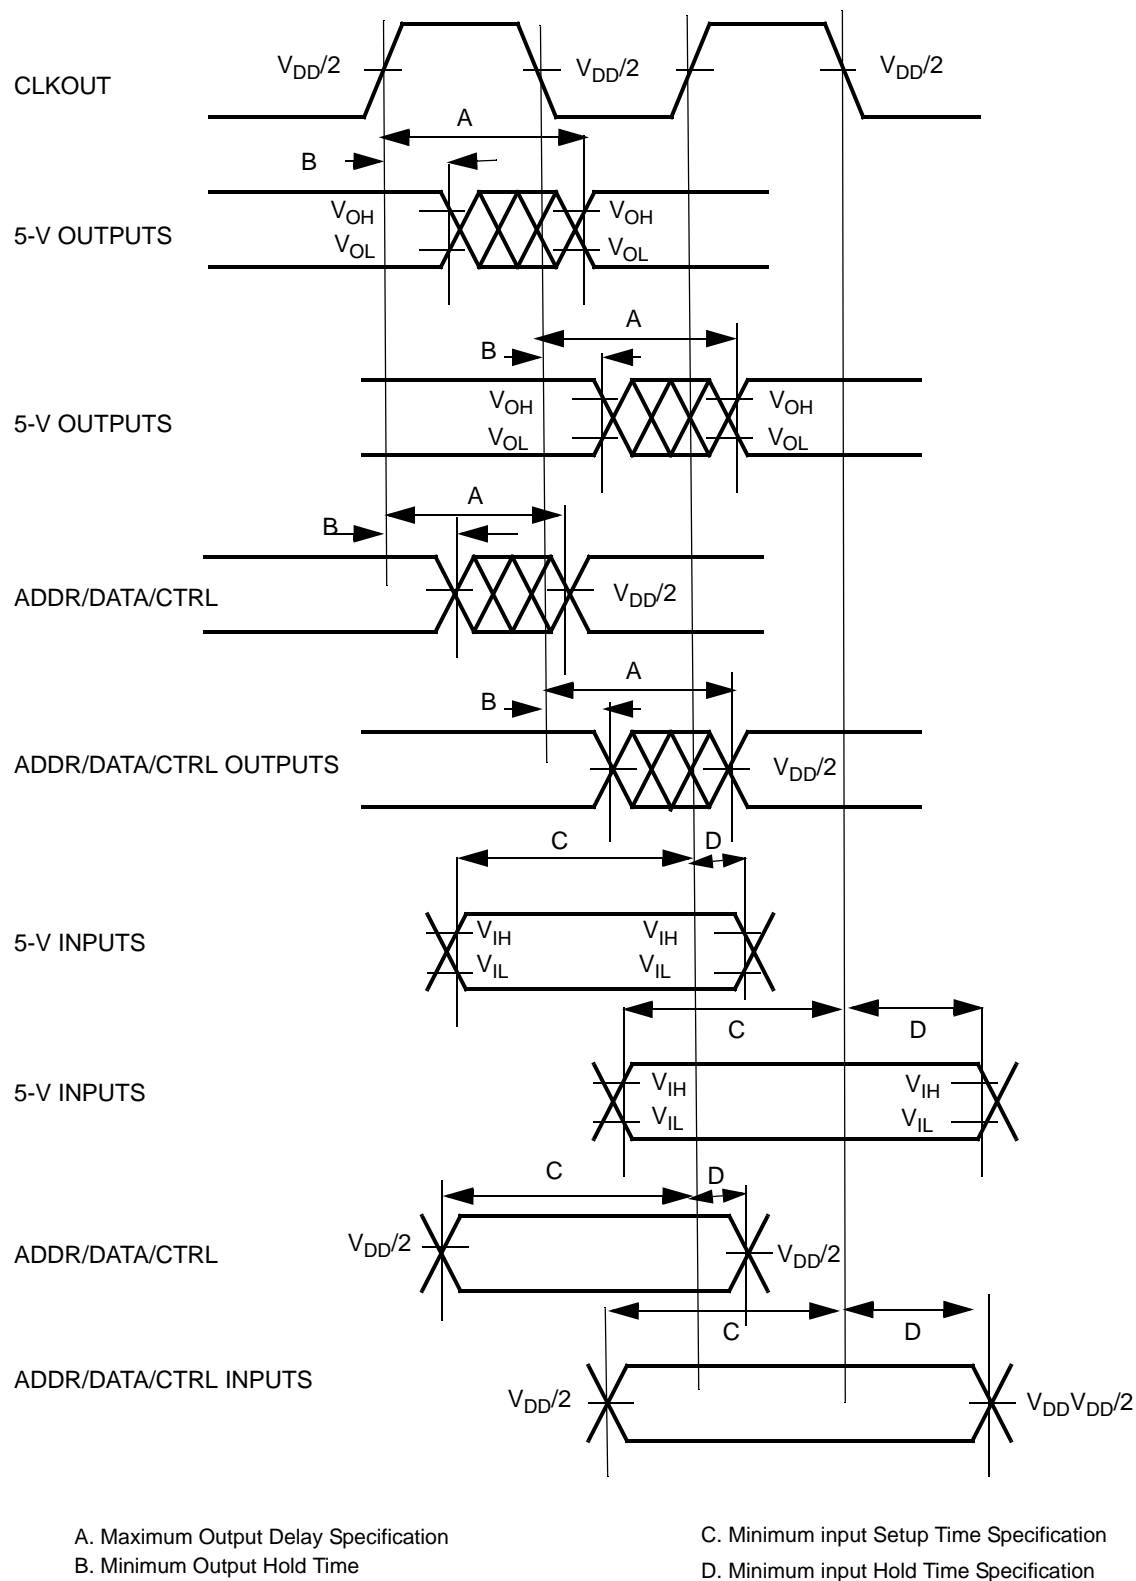 V_DD/2 V_DD/2 V_DD/2
CLKOUT
A
B
V_OH V_OH
5-V OUTPUTS
V_OL V_OL
A
B
V_OH V_OH
5-V OUTPUTS
V_OL V_OL
A
B
ADDR/DATA/CTRL V_DD/2
A
B
ADDR/DATA/CTRL OUTPUTS V_DD/2
C D
V_IH V_IH
5-V INPUTS
V_IL V_IL
C D
V_IH V_IH
5-V INPUTS
V_IL V_IL
C D
ADDR/DATA/CTRL V_DD/2 V_DD/2
C D
ADDR/DATA/CTRL INPUTS
V_DD/2 V_DDV_DD/2
A. Maximum Output Delay Specification
B. Minimum Output Hold Time
C. Minimum input Setup Time Specification
D. Minimum input Hold Time Specification